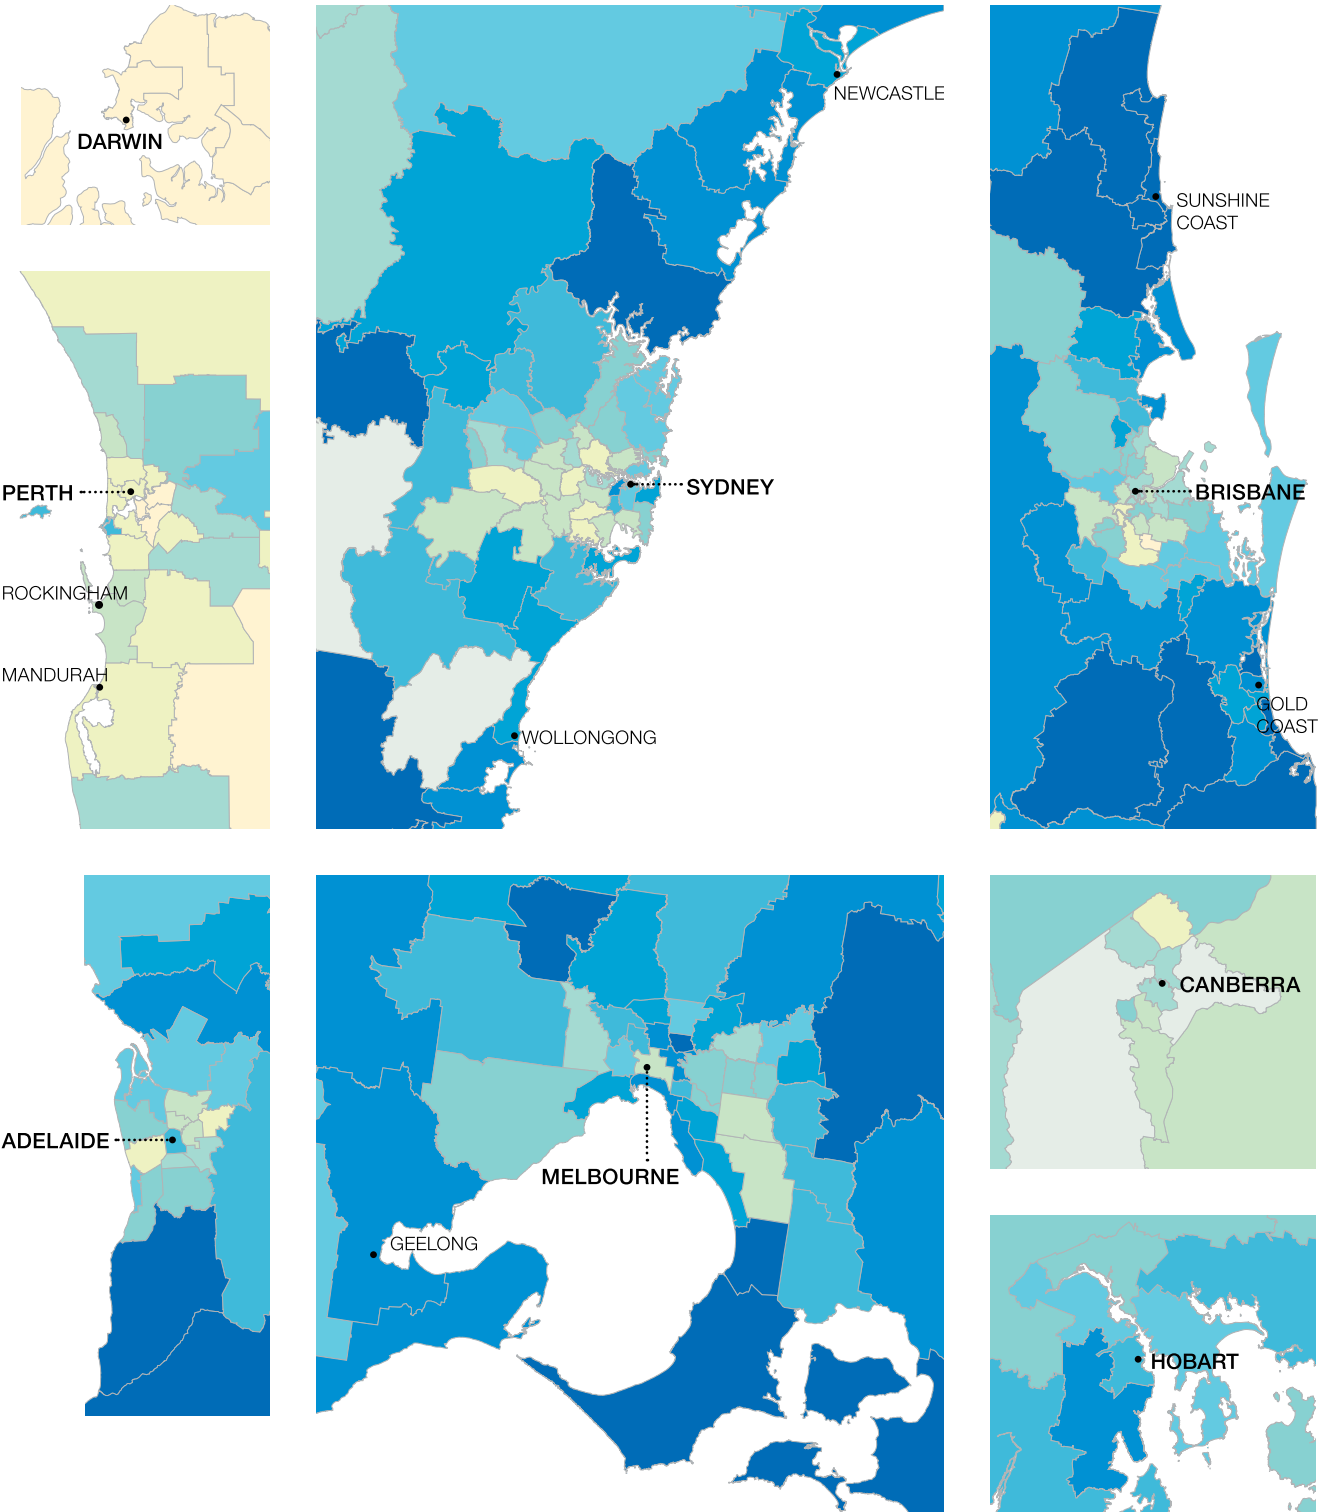 DARWIN
NEWCASTLE
SUNSHINE
COAST
PERTH
SYDNEY
BRISBANE
ROCKINGHAM
MANDURAH
WOLLONGONG
GOLD
COAST
CANBERRA
ADELAIDE
MELBOURNE
GEELONG
HOBART